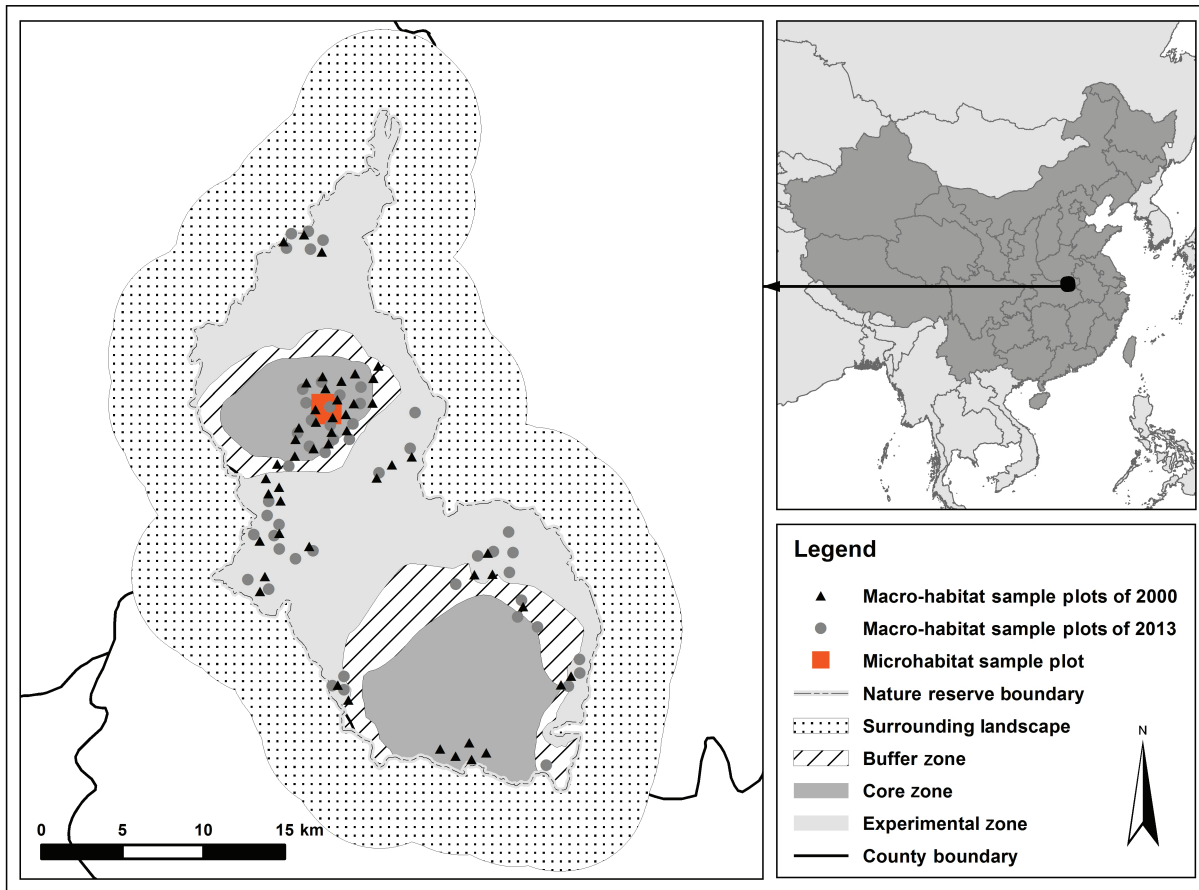 Legend
Macro-habitat sample plots of 2000
Macro-habitat sample plots of 2013
Microhabitat sample plot
Nature reserve boundary
Surrounding landscape
Buffer zone
Core zone
Experimental zone
County boundary
N
0 5 10 15 km